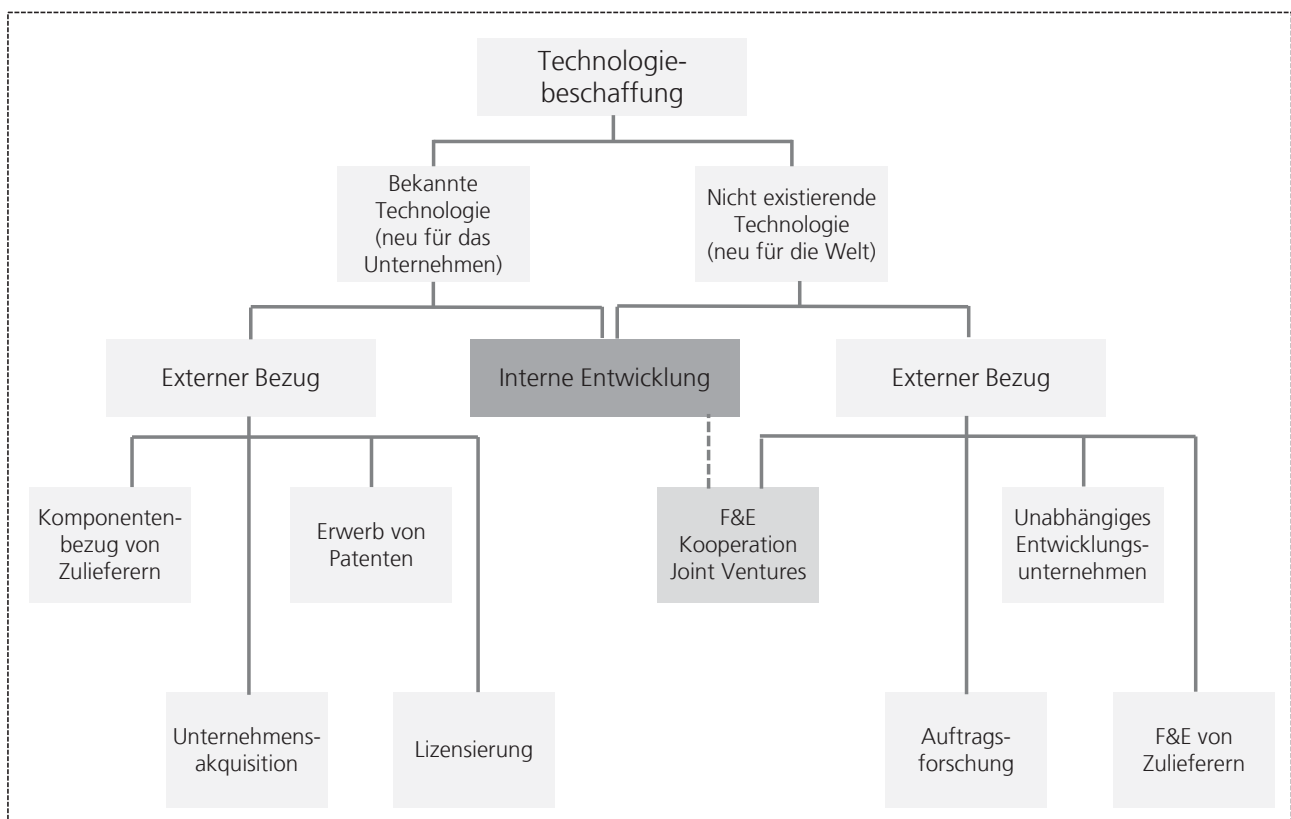 Technologie-
beschaffung
Bekannte
Technologie
(neu für das
Unternehmen)
Nicht existierende
Technologie
(neu für die Welt)
Externer Bezug
Interne Entwicklung
Externer Bezug
Komponenten-
bezug von
Zulieferern
Erwerb von
Patenten
F&E
Kooperation
Joint Ventures
Unabhängiges
Entwicklungs-
unternehmen
Unternehmens-
akquisition
Lizensierung
Auftrags-
forschung
F&E von
Zulieferern